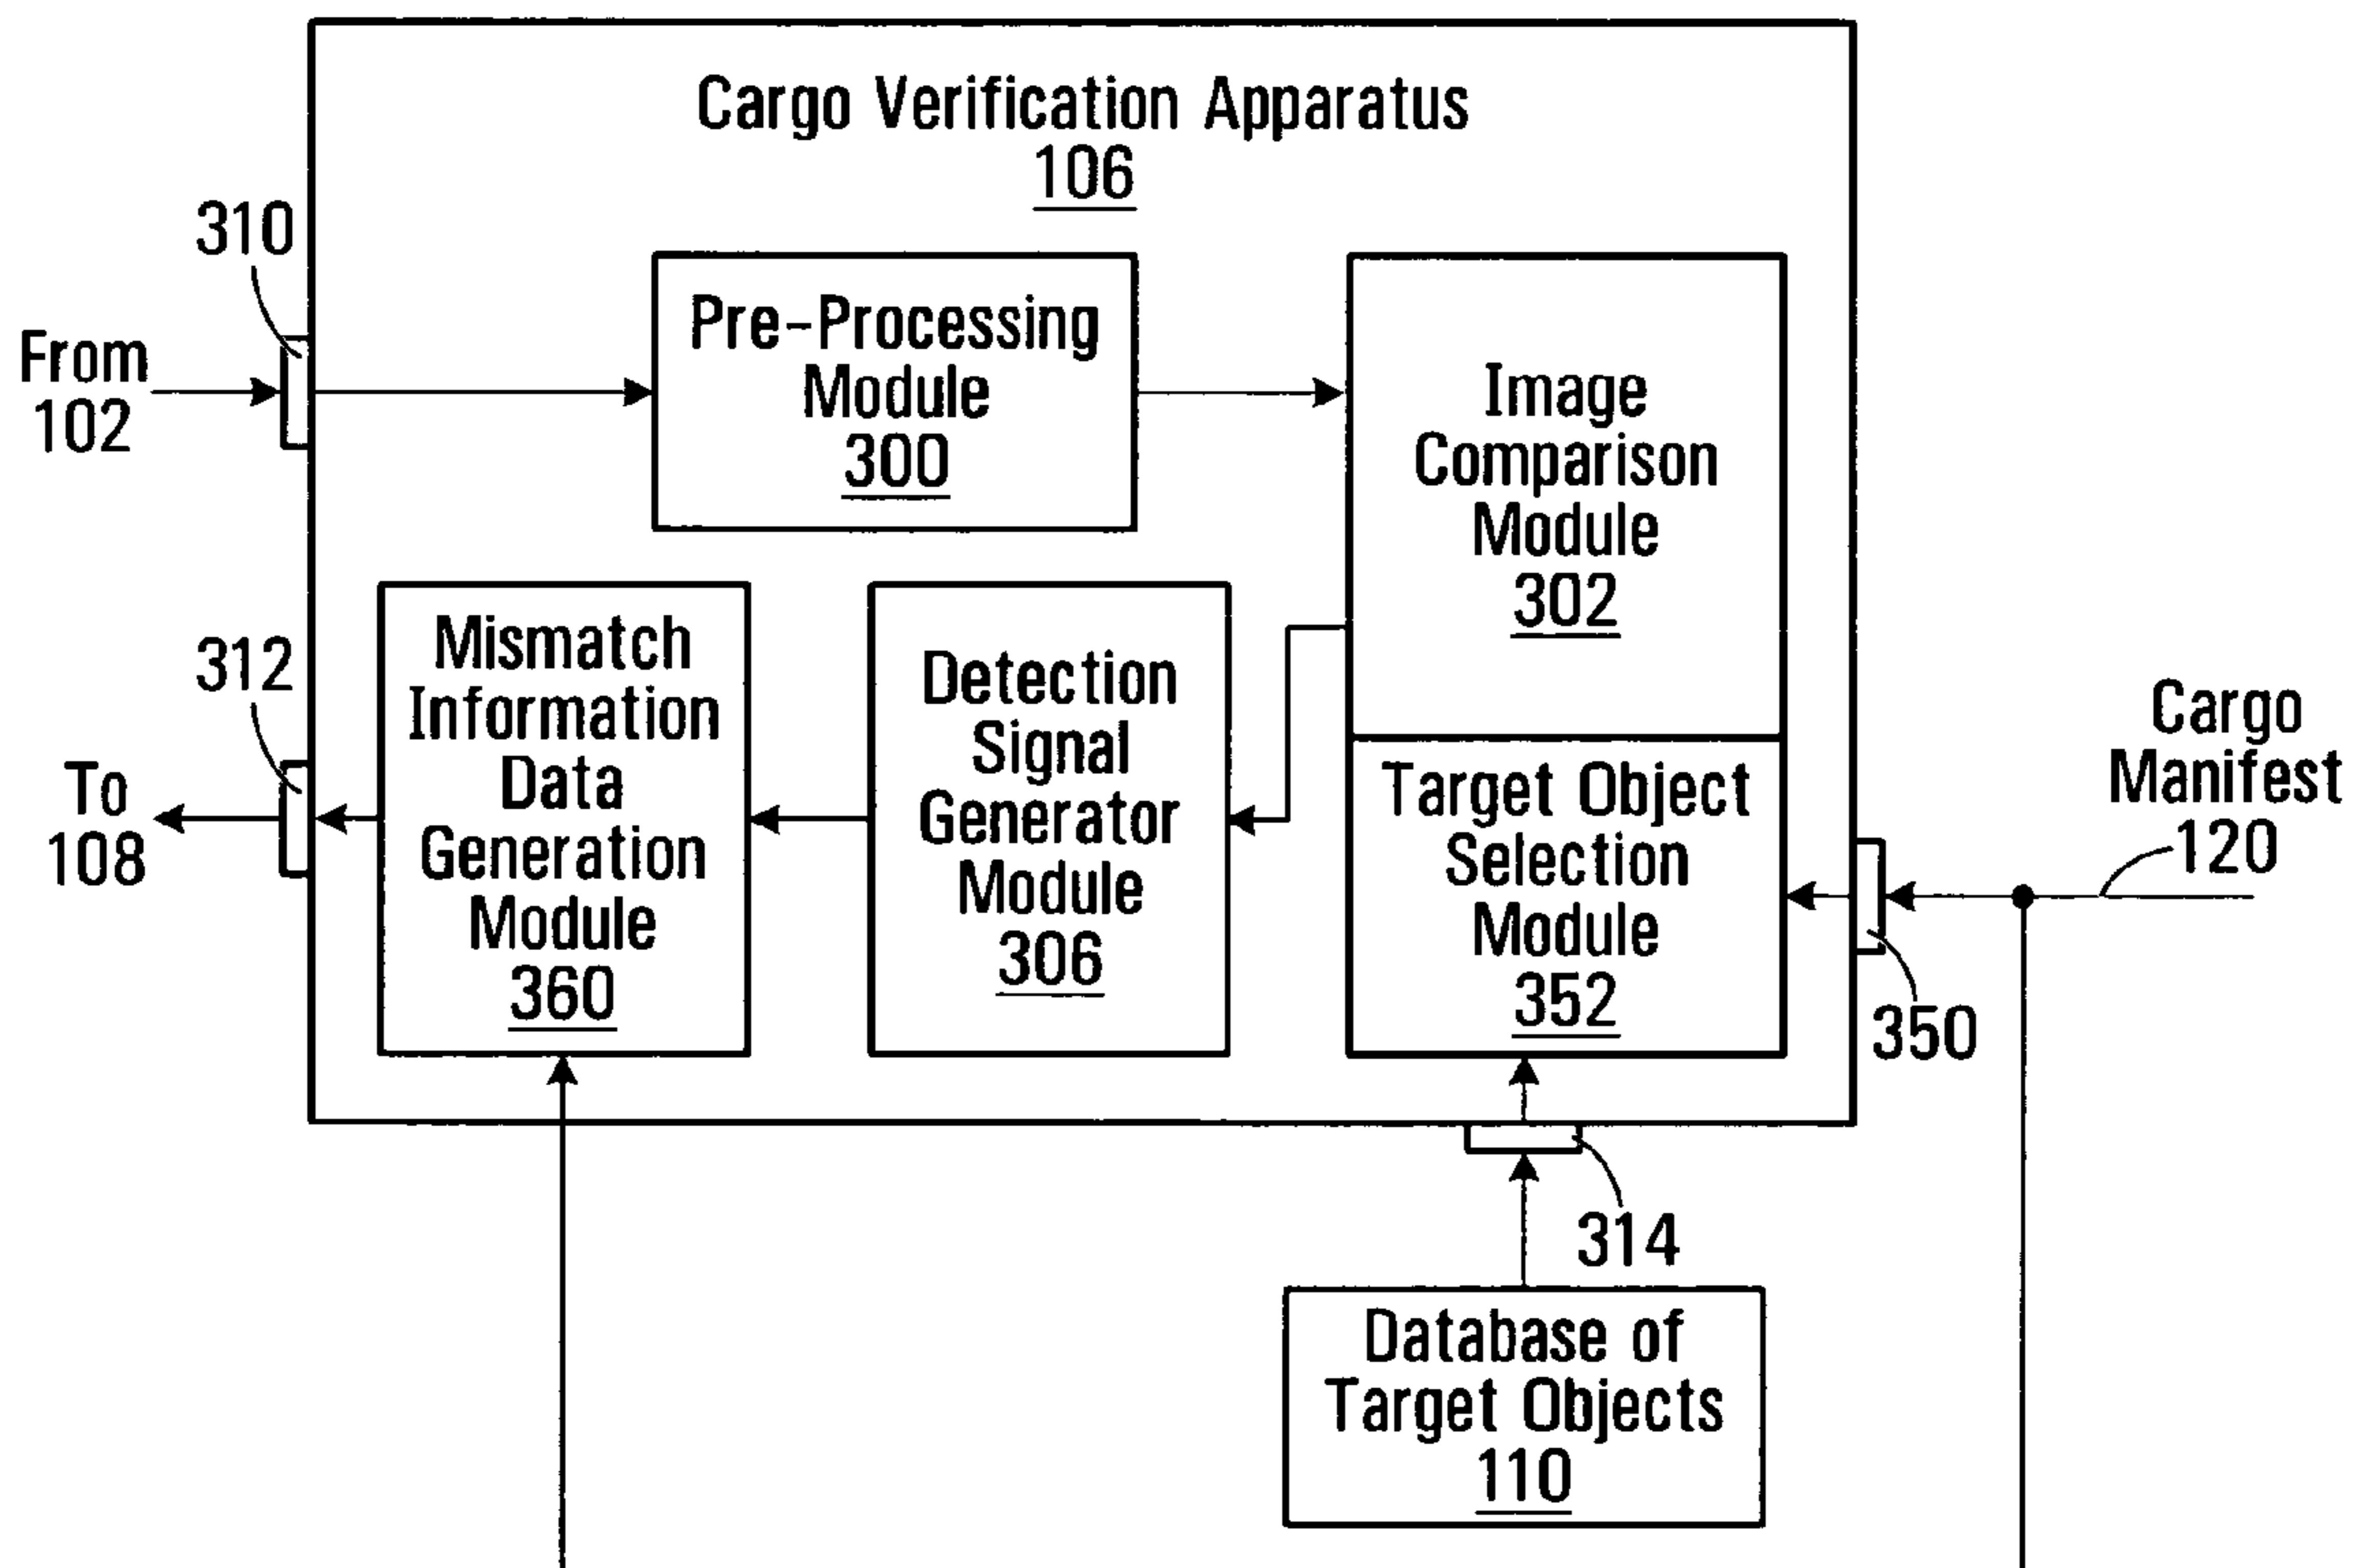 Cargo Verification Apparatus
106
310
From
102
Pre-Processing
Module
300
Image
Comparison
Module
302
312
To
108
Mismatch
Information
Data
Generation
Module
360
Detection
Signal
Generator
Module
306
Target Object
Selection
Module
352
Cargo
Manifest
120
350
314
Database of
Target Objects
110